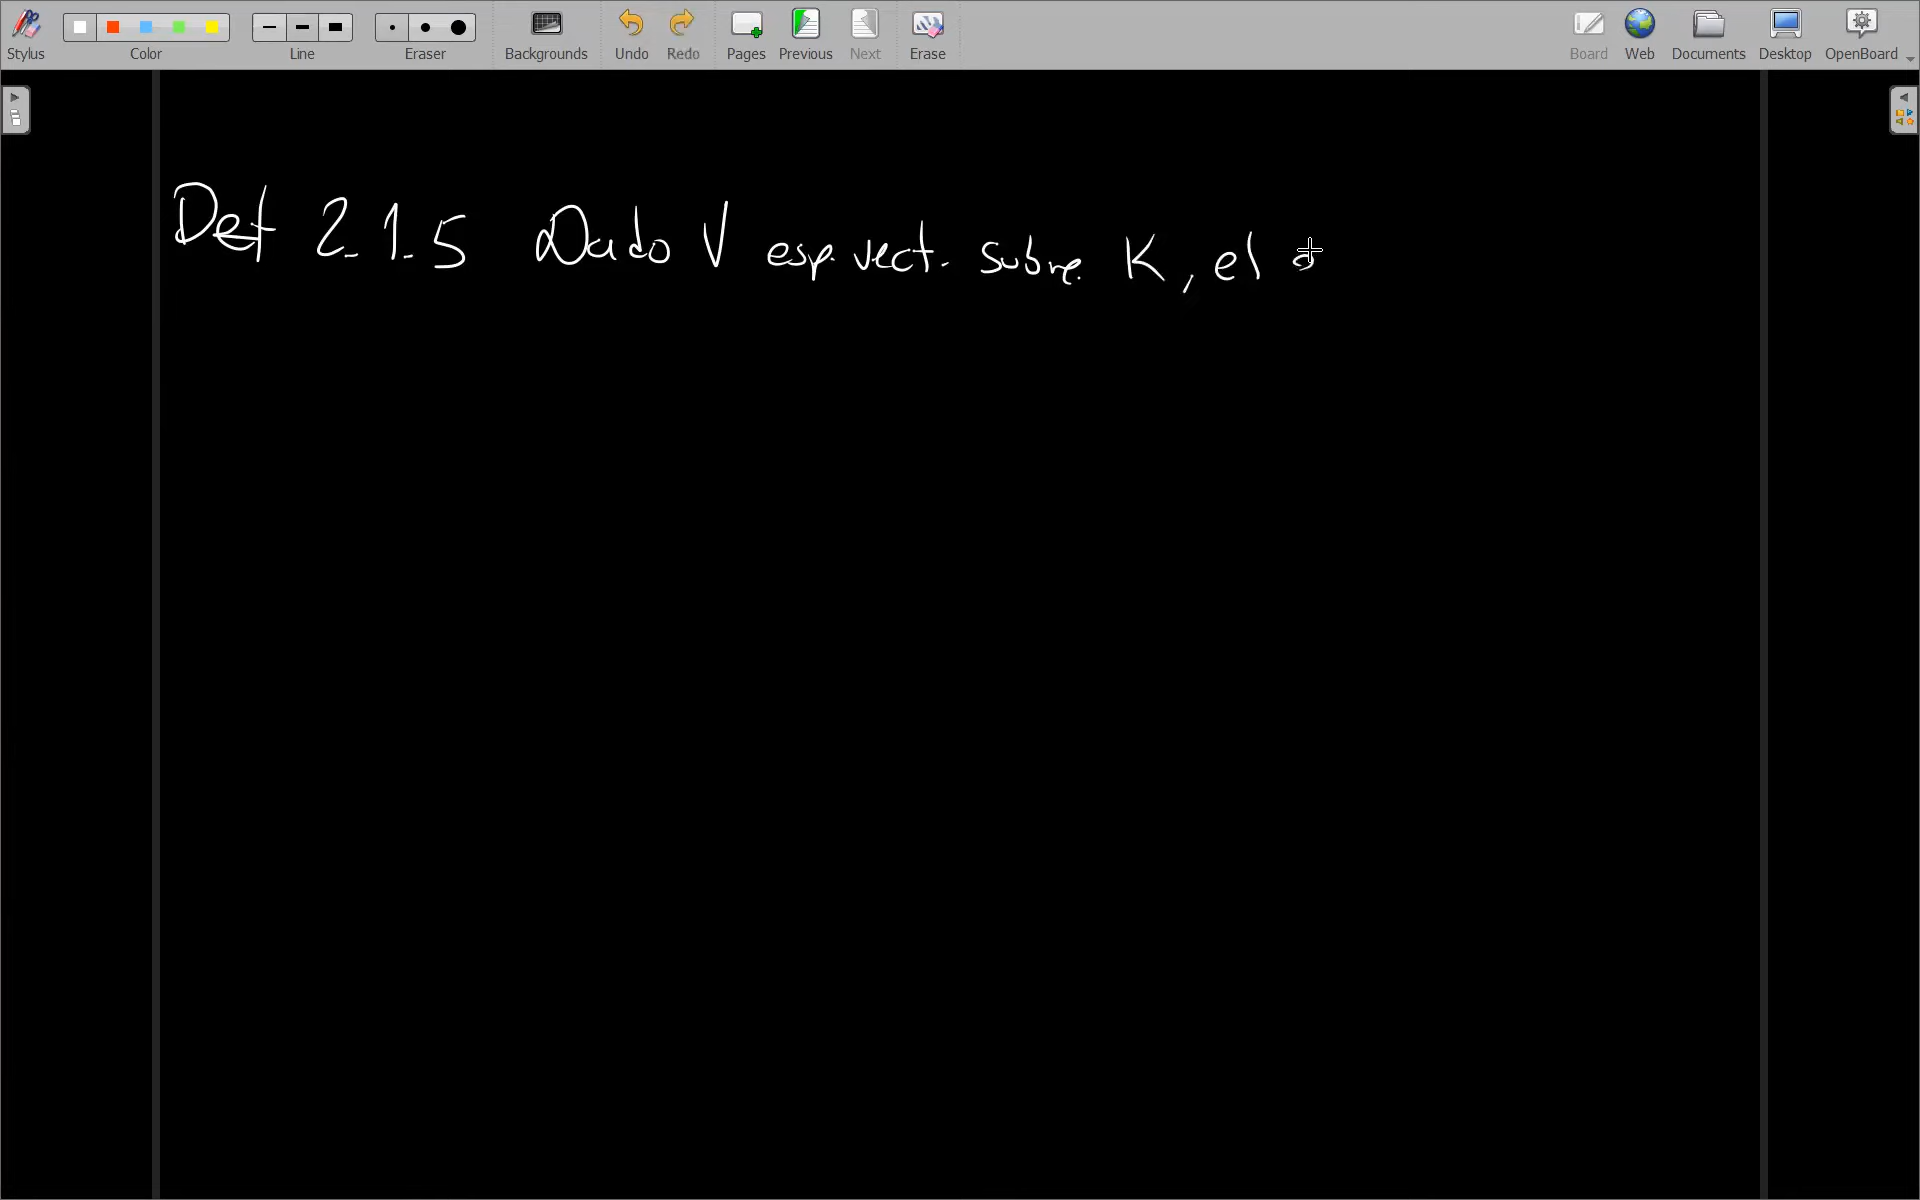 Stylus Color Line Eraser Backgrounds Undo Redo Pages Previous Next Erase Board Web Documents Desktop OpenBoard
Def 2.1.5 Dado V esp. vect. sobre K, el